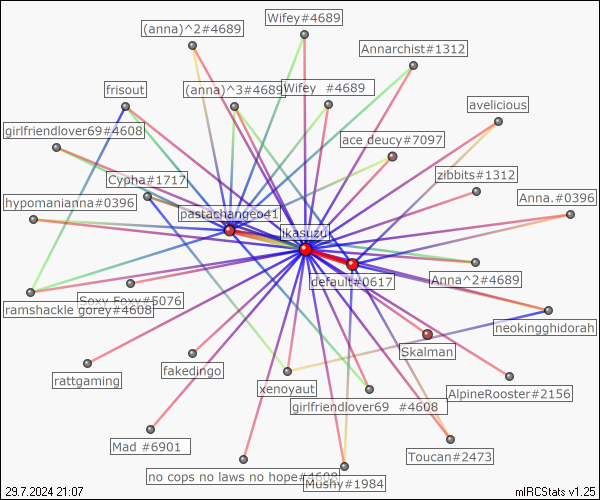 Wifey#4689
(anna)^2#4689
Annarchist#1312
frisout
(anna)^3#4689
Wifey  #4689
avelicious
girlfriendlover69#4608
ace deucy#7097
Cypha#1717
zibbits#1312
hypomanianna#0396
Anna.#0396
pastachangeo41
likasuzu
Anna^2#4689
default#0617
Soxy Foxy#5076
ramshackle gorey#4608
neokingghidorah
Skalman
fakedingo
rattgaming
xenoyaut
AlpineRooster#2156
girlfriendlover69  #4608
Mad #6901
Toucan#2473
no cops no laws no hope#4608
Mushy#1984
29.7.2024 21:07
mIRCStats v1.25